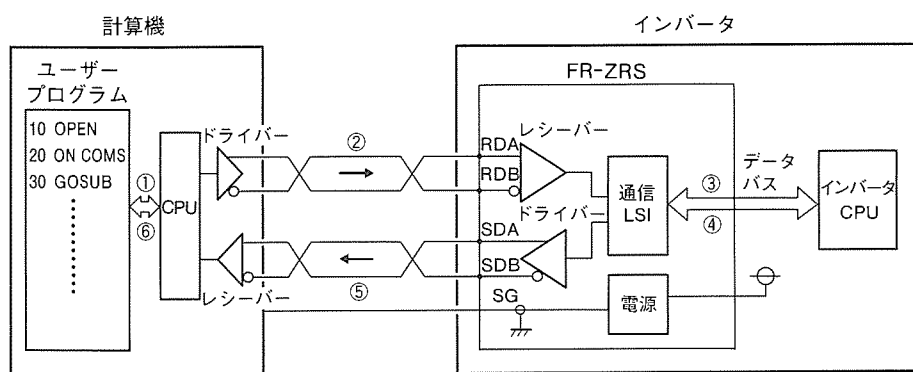 計算機
インバータ
ユーザー
プログラム
10 OPEN
20 ON COMS
30 GOSUB
①
⑥
CPU
ドライバー
②
レシーバー
⑤
FR-ZRS
RDA
RDB
レシーバー
ドライバー
SDA
SDB
SG
通信
LSI
③
④
データ
バス
インバータ
CPU
電源